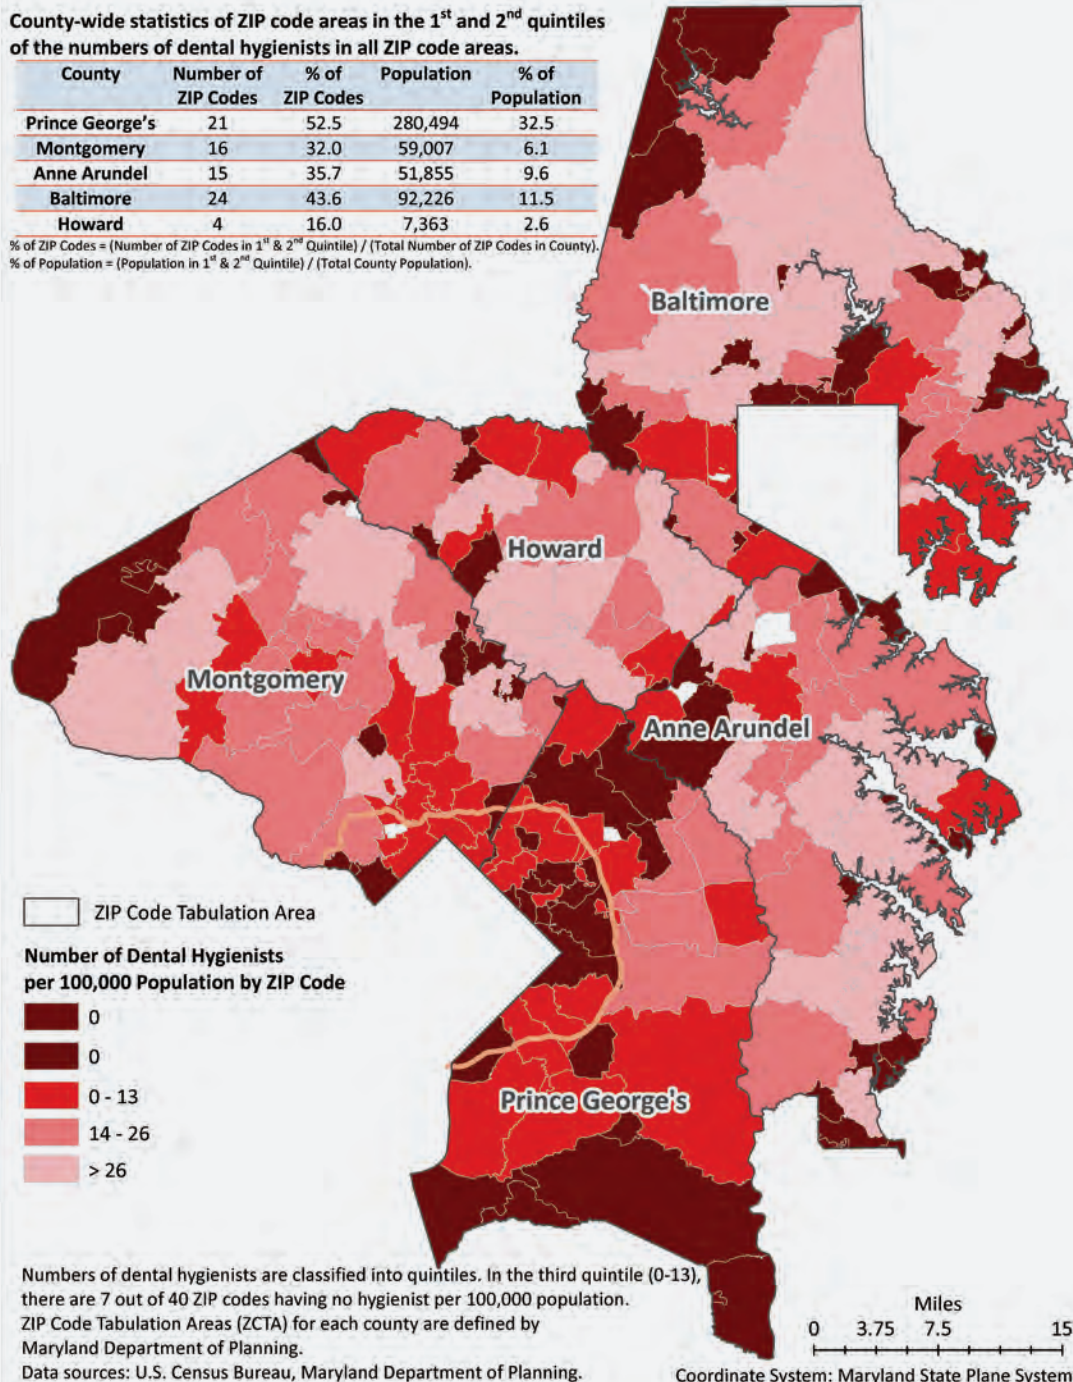 County-wide statistics of ZIP code areas in the 1st and 2nd quintiles
of the numbers of dental hygienists in all ZIP code areas.
County Number of ZIP Codes % of ZIP Codes Population % of Population
Prince George's 21 52.5 280,494 32.5
Montgomery 16 32.0 59,007 6.1
Anne Arundel 15 35.7 51,855 9.6
Baltimore 24 43.6 92,226 11.5
Howard 4 16.0 7,363 2.6
% of ZIP Codes = (Number of ZIP Codes in 1st & 2nd Quintile) / (Total Number of ZIP Codes in County).
% of Population = (Population in 1st & 2nd Quintile) / (Total County Population).
Baltimore
Howard
Montgomery
Anne Arundel
Prince George's
ZIP Code Tabulation Area
Number of Dental Hygienists
per 100,000 Population by ZIP Code
0
0
0 - 13
14 - 26
> 26
Numbers of dental hygienists are classified into quintiles. In the third quintile (0-13),
there are 7 out of 40 ZIP codes having no hygienist per 100,000 population.
ZIP Code Tabulation Areas (ZCTA) for each county are defined by
Maryland Department of Planning.
Data sources: U.S. Census Bureau, Maryland Department of Planning.
Miles
0 3.75 7.5 15
Coordinate System: Maryland State Plane System